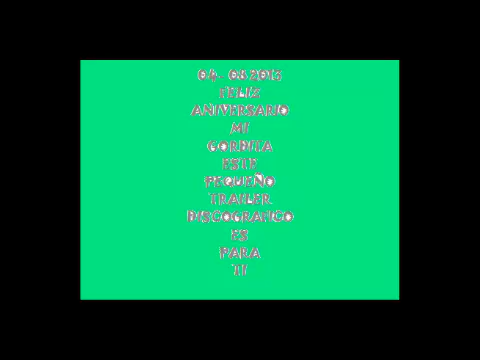 04-08-2013
FELIZ
ANIVERSARIO
MI
GORDITA
ESTE
PEQUEÑO
TRAILER
DISCOGRAFICO
ES
PARA
TI